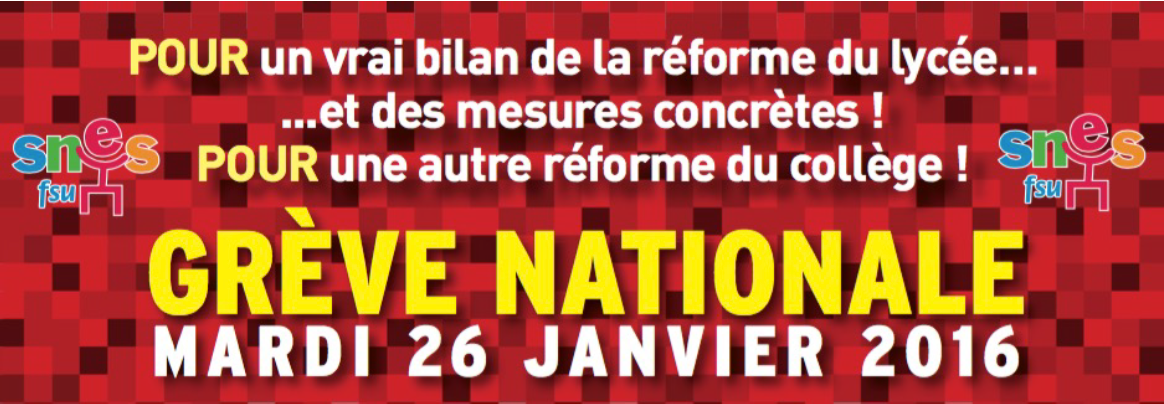 POUR un vrai bilan de la réforme du lycée...
...et des mesures concrètes !
POUR une autre réforme du collège !
snes
fsu
snes
fsu
GRÈVE NATIONALE
MARDI 26 JANVIER 2016